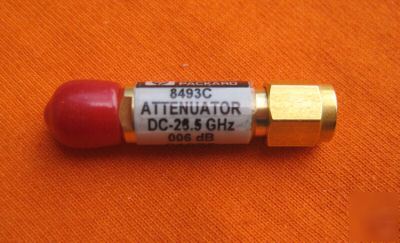 PACKARD
8493C
ATTENUATOR
DC-26.5 GHz
006 dB